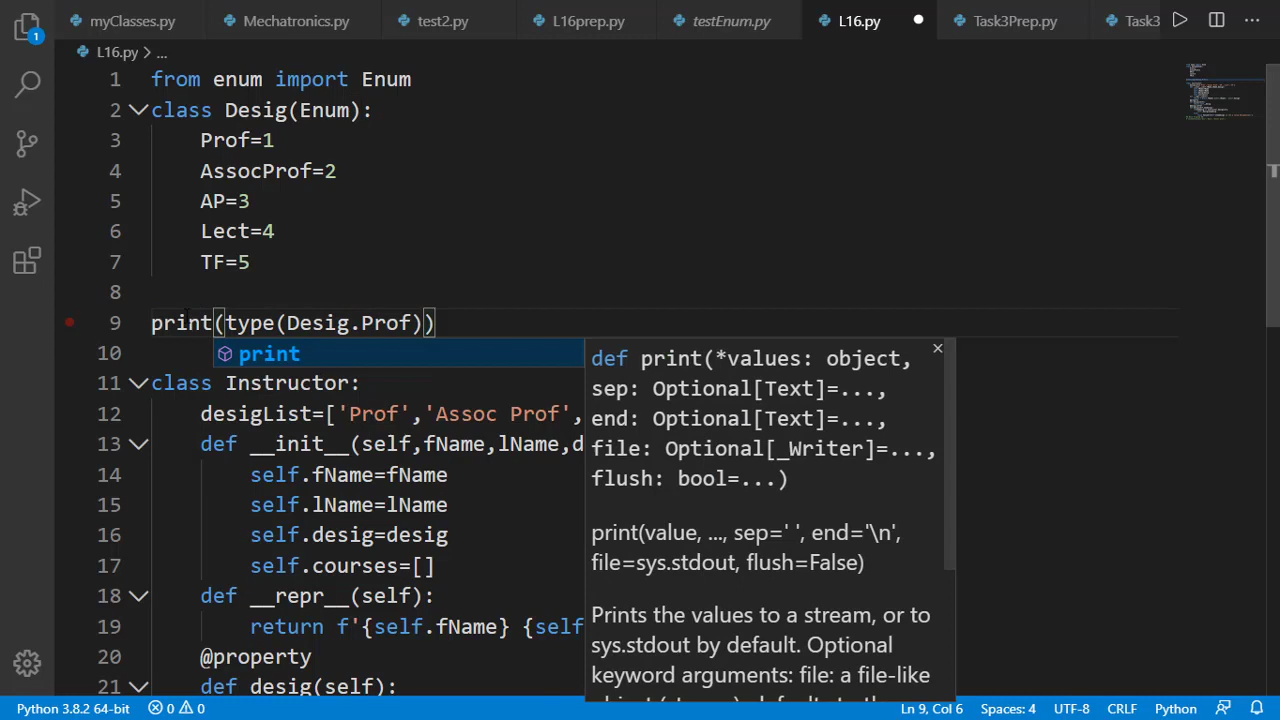 myClasses.py Mechatronics.py test2.py L16prep.py testEnum.py L16.py Task3Prep.py Task3
1
L16.py > ...
1 from enum import Enum
2 class Desig(Enum):
3 Prof=1
4 AssocProf=2
5 AP=3
6 Lect=4
7 TF=5
8
9 print(type(Desig.Prof))
print
10
11 class Instructor:
12 desigList=['Prof','Assoc Prof',
13 def __init__(self,fName,lName,d
14 self.fName=fName
15 self.lName=lName
16 self.desig=desig
17 self.courses=[]
18 def __repr__(self):
19 return f'{self.fName} {self
20 @property
21 def desig(self):
def print(*values: object,
sep: Optional[Text]=...,
end: Optional[Text]=...,
file: Optional[_Writer]=...,
flush: bool=...)
print(value, ..., sep=' ', end='\n',
file=sys.stdout, flush=False)
Prints the values to a stream, or to
sys.stdout by default. Optional
keyword arguments: file: a file-like
Python 3.8.2 64-bit 0 0 Ln 9, Col 6 Spaces: 4 UTF-8 CRLF Python